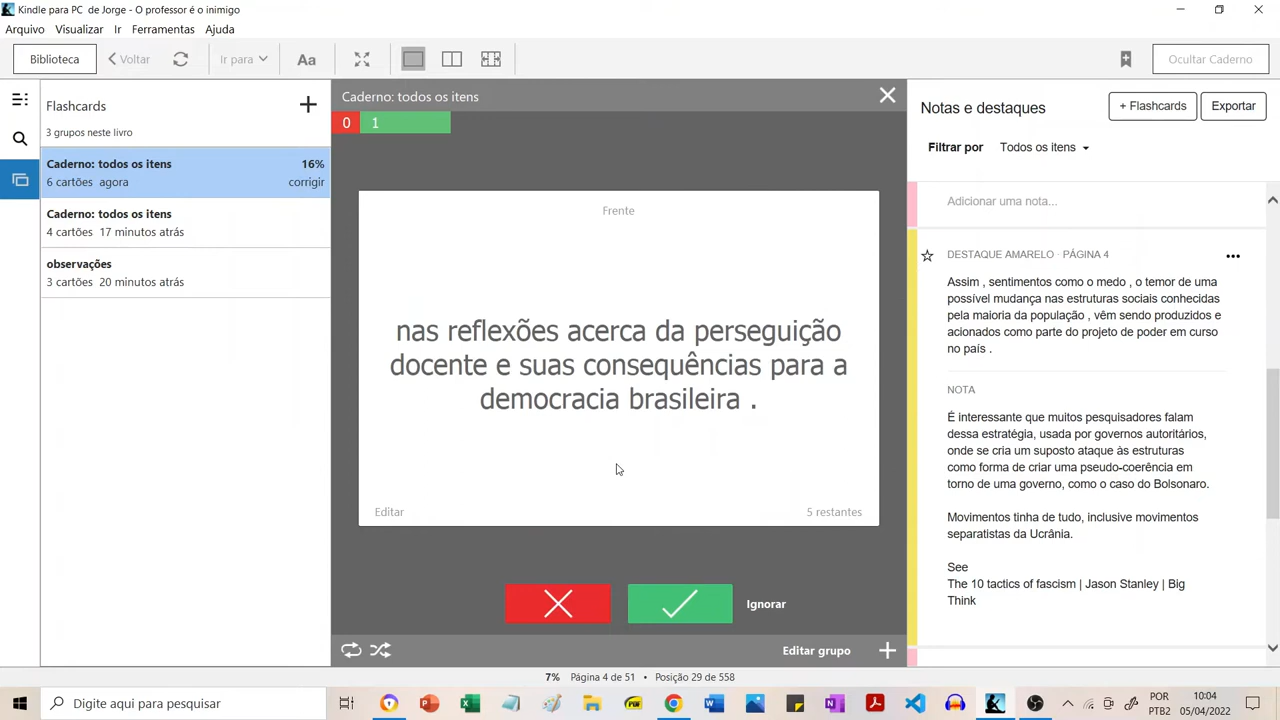 Kindle para PC de Jorge - O professor é o inimigo
Arquivo Visualizar Ir Ferramentas Ajuda
Biblioteca Voltar Ir para Aa Ocultar Caderno
Flashcards
3 grupos neste livro
Caderno: todos os itens 16%
6 cartões agora corrigir
Caderno: todos os itens
4 cartões 17 minutos atrás
observações
3 cartões 20 minutos atrás
Caderno: todos os itens
0 1
Frente
nas reflexões acerca da perseguição
docente e suas consequências para a
democracia brasileira .
Editar 5 restantes
Ignorar
Editar grupo
Notas e destaques + Flashcards Exportar
Filtrar por Todos os itens
Adicionar uma nota...
DESTAQUE AMARELO · PÁGINA 4
Assim , sentimentos como o medo , o temor de uma
possível mudança nas estruturas sociais conhecidas
pela maioria da população , vêm sendo produzidos e
acionados como parte do projeto de poder em curso
no país .
NOTA
É interessante que muitos pesquisadores falam
dessa estratégia, usada por governos autoritários,
onde se cria um suposto ataque às estruturas
como forma de criar uma pseudo-coerência em
torno de uma governo, como o caso do Bolsonaro.
Movimentos tinha de tudo, inclusive movimentos
separatistas da Ucrânia.
See
The 10 tactics of fascism | Jason Stanley | Big
Think
7% Página 4 de 51 Posição 29 de 558
Digite aqui para pesquisar
POR
PTB2
10:04
05/04/2022